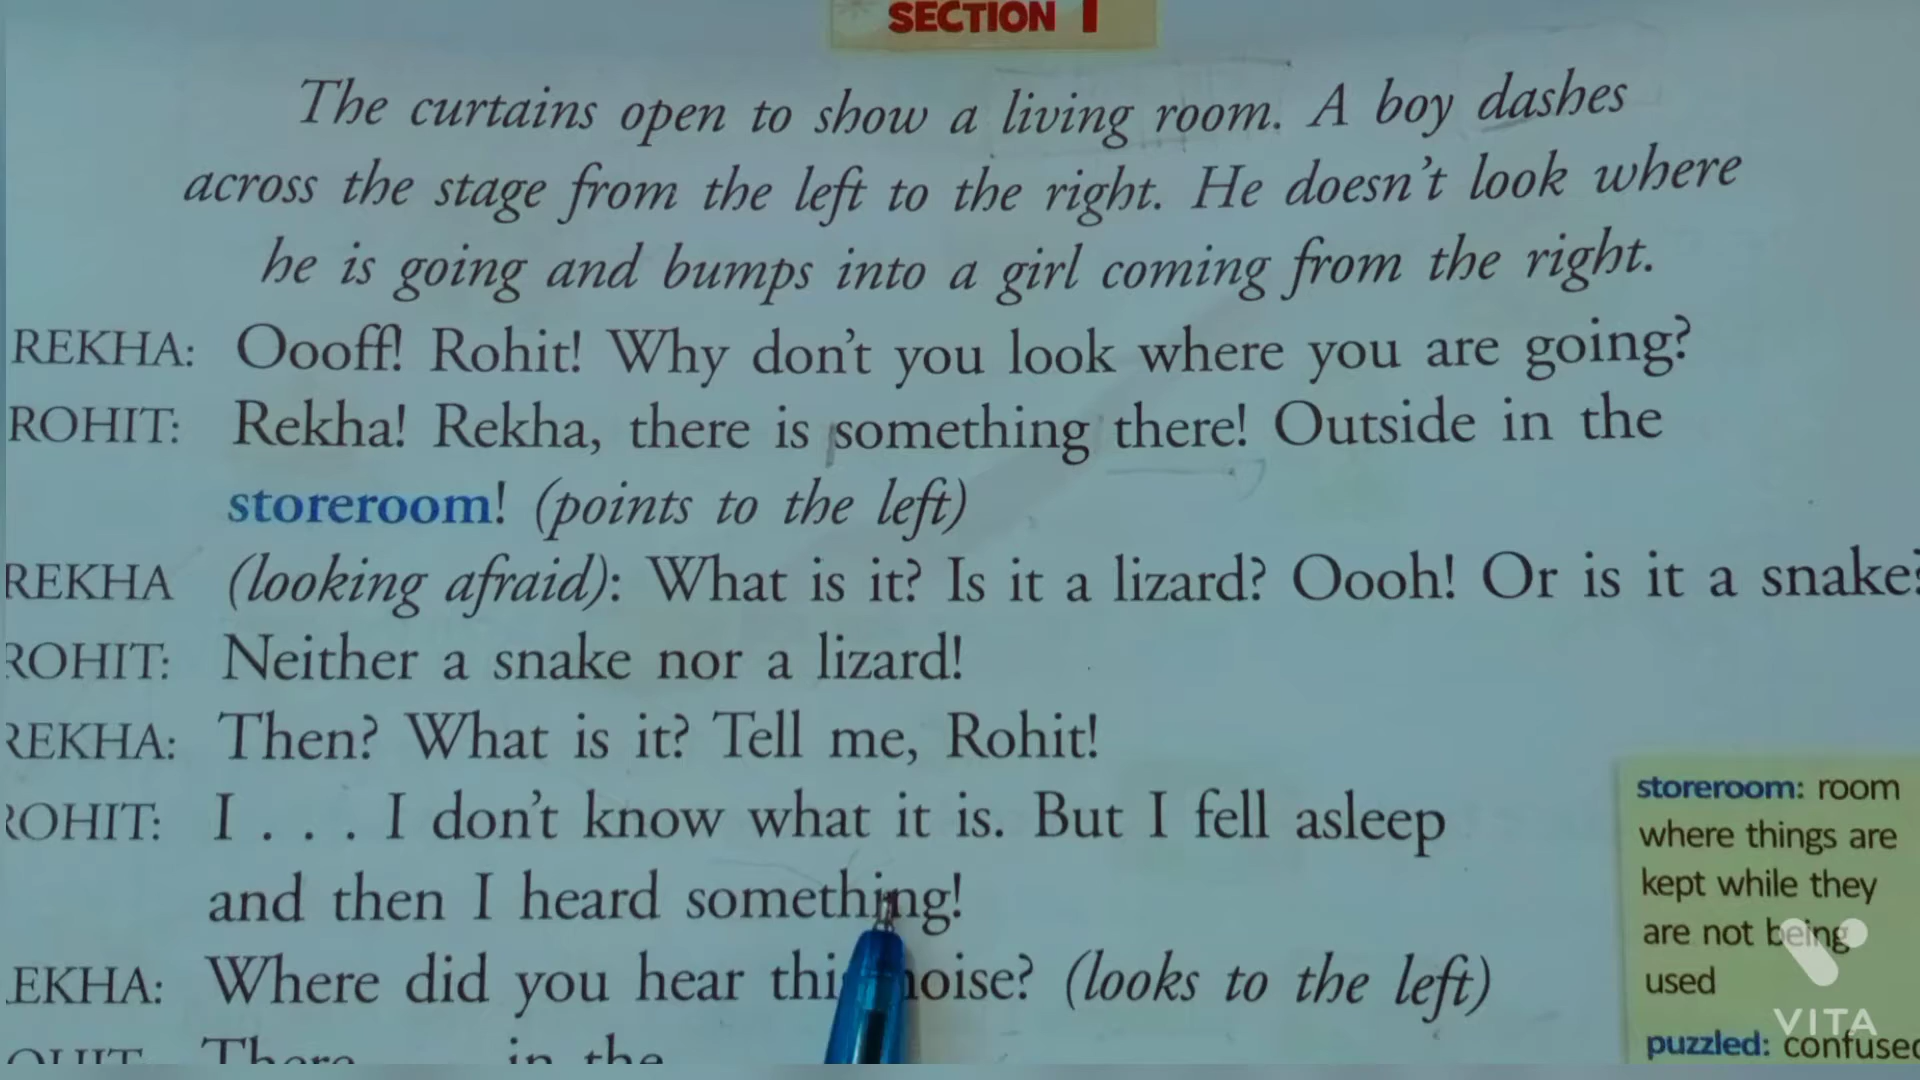 SECTION 1
The curtains open to show a living room. A boy dashes
across the stage from the left to the right. He doesn't look where
he is going and bumps into a girl coming from the right.
REKHA: Oooff! Rohit! Why don't you look where you are going?
ROHIT: Rekha! Rekha, there is something there! Outside in the
storeroom! (points to the left)
REKHA (looking afraid): What is it? Is it a lizard? Oooh! Or is it a snake?
ROHIT: Neither a snake nor a lizard!
REKHA: Then? What is it? Tell me, Rohit!
ROHIT: I . . . I don't know what it is. But I fell asleep
and then I heard something!
EKHA: Where did you hear this noise? (looks to the left)
in the
storeroom: room
where things are
kept while they
are not being
used
puzzled: confused
VITA